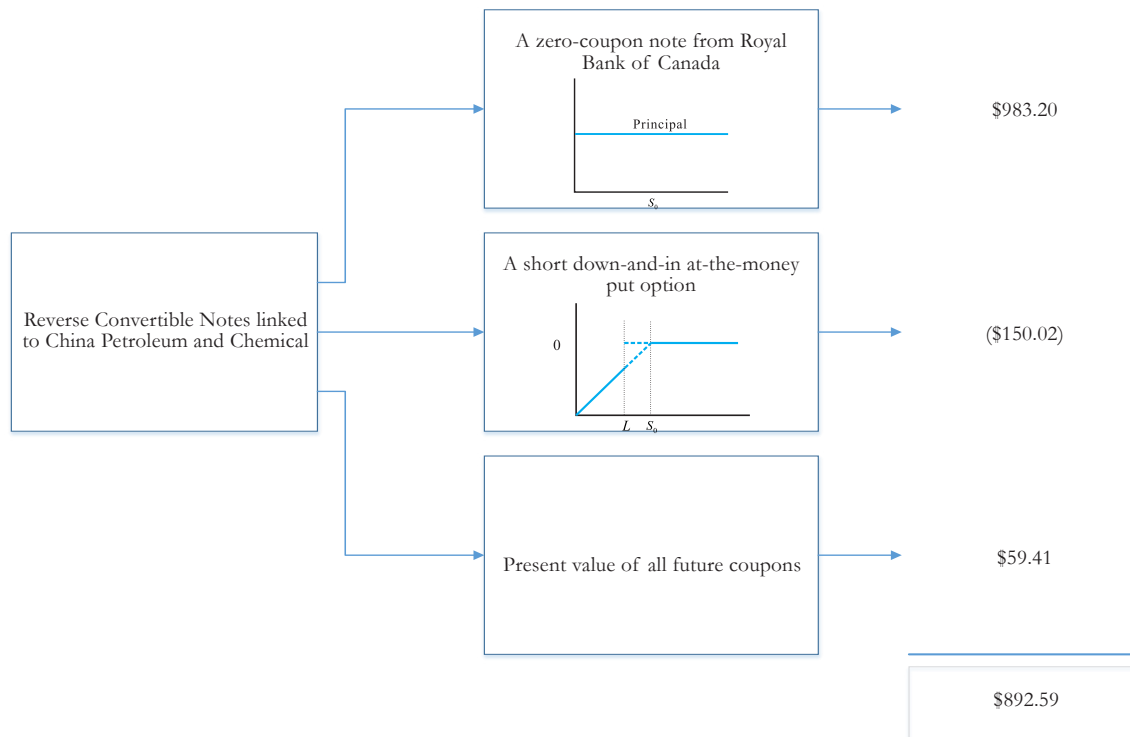 A zero-coupon note from Royal
Bank of Canada
Principal
S₀
$983.20
Reverse Convertible Notes linked
to China Petroleum and Chemical
A short down-and-in at-the-money
put option
0
L S₀
($150.02)
Present value of all future coupons
$59.41
$892.59